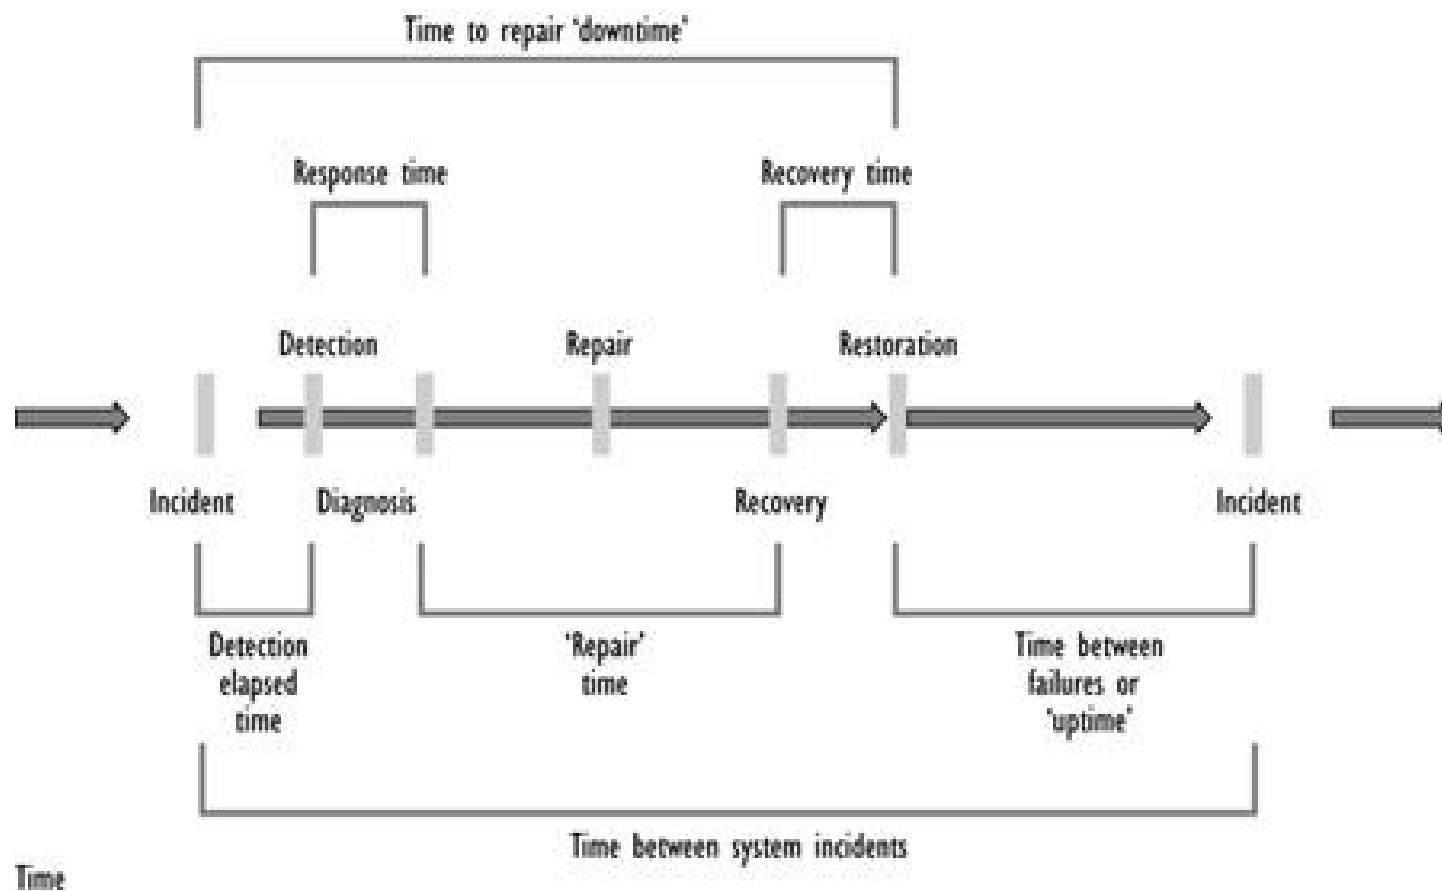 Time to repair 'downtime'
Response time
Recovery time
Detection
Repair
Restoration
Incident
Diagnosis
Recovery
Incident
Detection
elapsed
time
'Repair'
time
Time between
failures or
'uptime'
Time between system incidents
Time